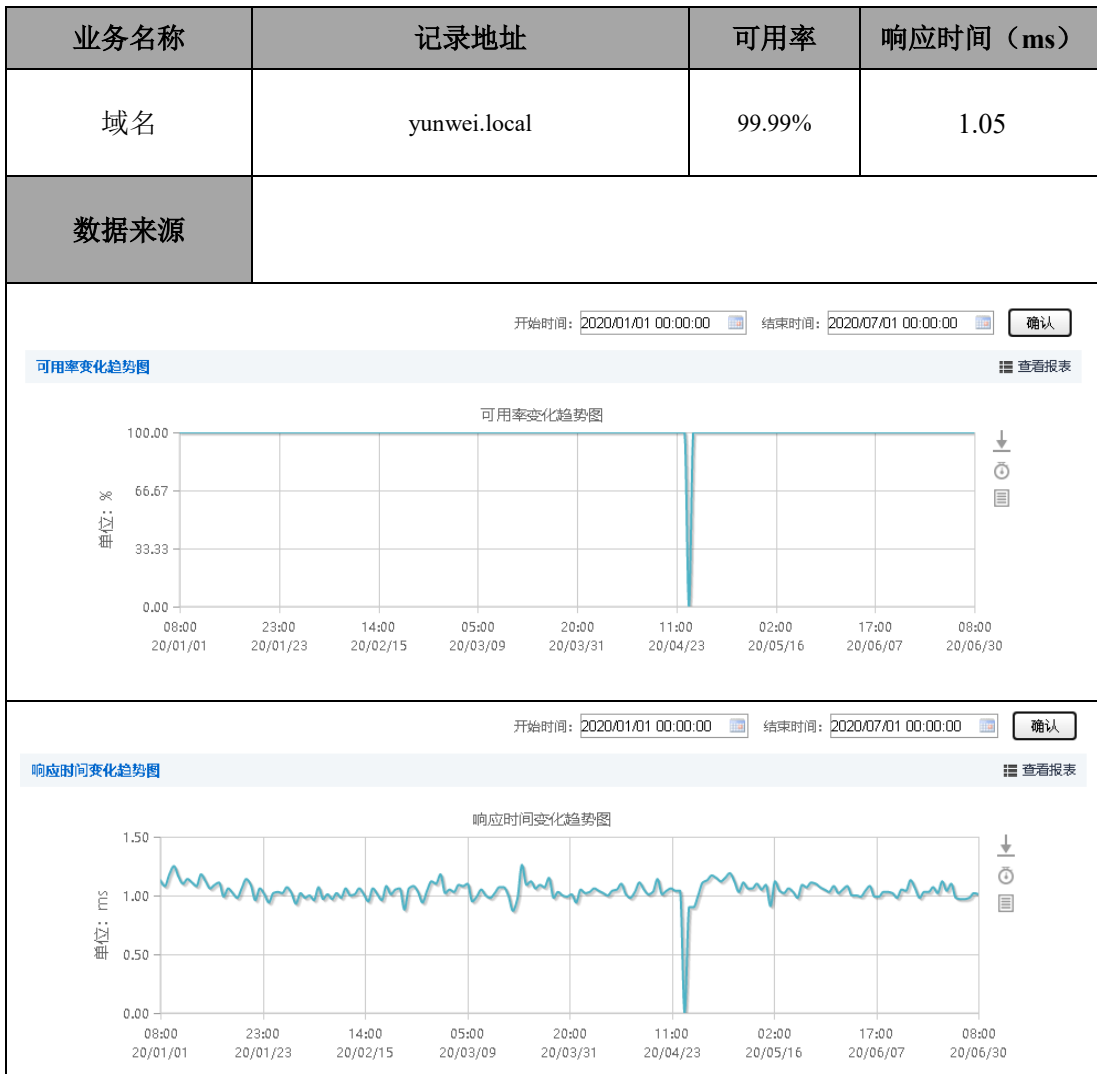 业务名称 记录地址 可用率 响应时间（ms）
域名 yunwei.local 99.99% 1.05
数据来源
开始时间： 2020/01/01 00:00:00 结束时间： 2020/07/01 00:00:00 确认
可用率变化趋势图 查看报表
可用率变化趋势图
单位： %
100.00
66.67
33.33
0.00
08:00 23:00 14:00 05:00 20:00 11:00 02:00 17:00 08:00
20/01/01 20/01/23 20/02/15 20/03/09 20/03/31 20/04/23 20/05/16 20/06/07 20/06/30
开始时间： 2020/01/01 00:00:00 结束时间： 2020/07/01 00:00:00 确认
响应时间变化趋势图 查看报表
响应时间变化趋势图
单位： ms
1.50
1.00
0.50
0.00
08:00 23:00 14:00 05:00 20:00 11:00 02:00 17:00 08:00
20/01/01 20/01/23 20/02/15 20/03/09 20/03/31 20/04/23 20/05/16 20/06/07 20/06/30